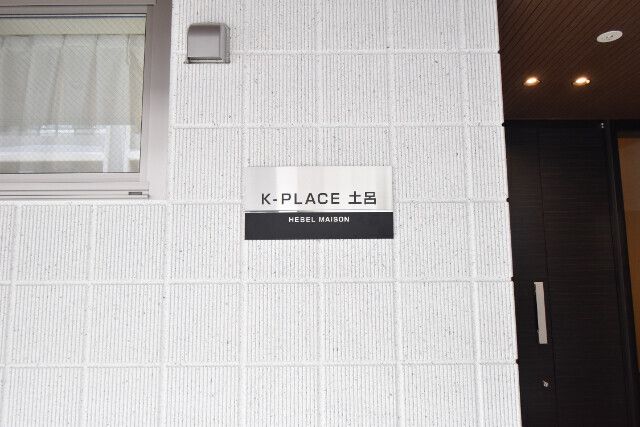 K-PLACE 土呂
HEBEL MAISON